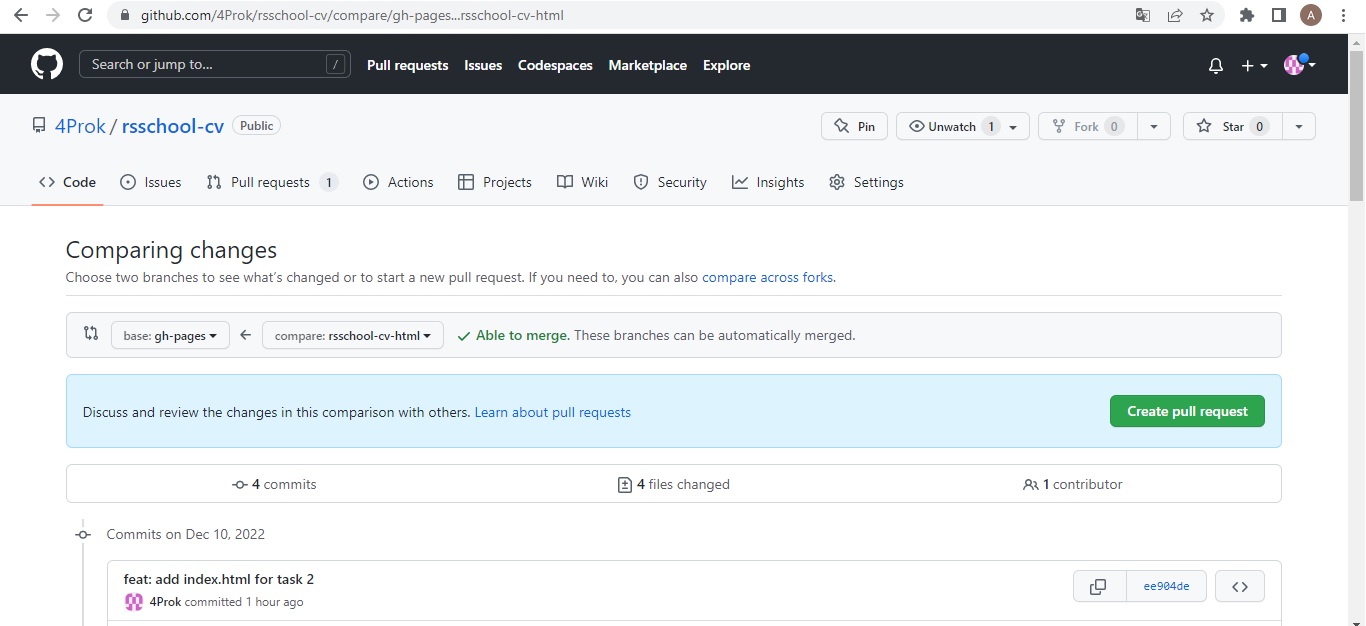 github.com/4Prok/rsschool-cv/compare/gh-pages...rsschool-cv-html
A
Search or jump to...
/
Pull requests Issues Codespaces Marketplace Explore
4Prok / rsschool-cv Public
Pin Unwatch 1 Fork 0 Star 0
Code Issues Pull requests 1 Actions Projects Wiki Security Insights Settings
Comparing changes
Choose two branches to see what's changed or to start a new pull request. If you need to, you can also compare across forks.
base: gh-pages compare: rsschool-cv-html Able to merge. These branches can be automatically merged.
Discuss and review the changes in this comparison with others. Learn about pull requests Create pull request
4 commits 4 files changed 1 contributor
Commits on Dec 10, 2022
feat: add index.html for task 2
4Prok committed 1 hour ago
ee904de